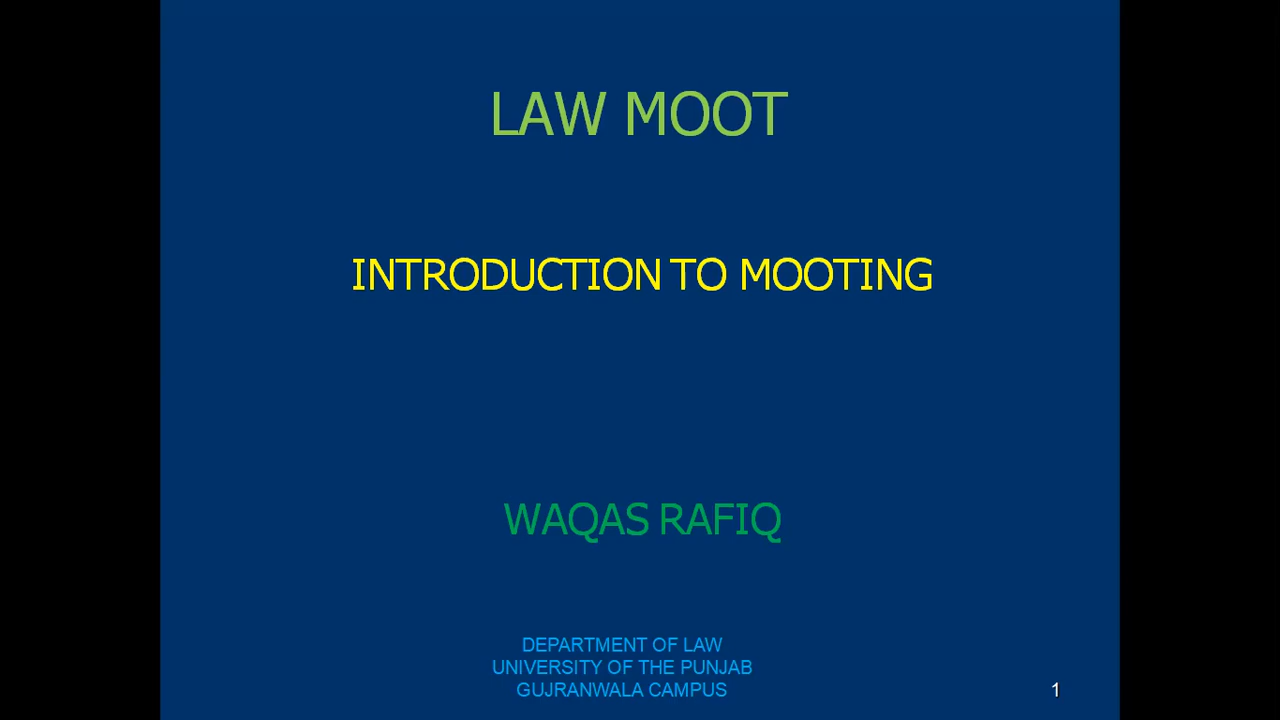 LAW MOOT
INTRODUCTION TO MOOTING
WAQAS RAFIQ
DEPARTMENT OF LAW
UNIVERSITY OF THE PUNJAB
GUJRANWALA CAMPUS
1